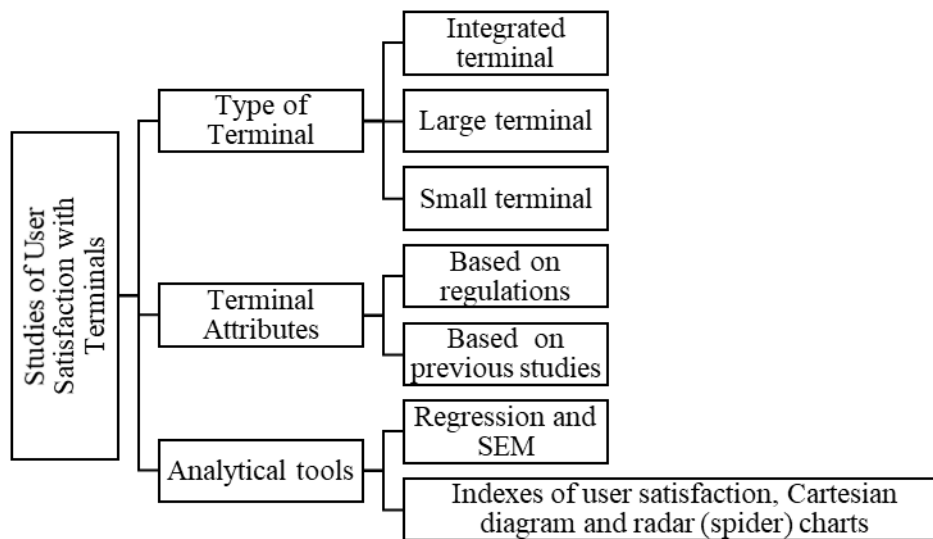 Studies of User
Satisfaction with
Terminals
Type of
Terminal
Integrated
terminal
Large terminal
Small terminal
Terminal
Attributes
Based on
regulations
Based on
previous studies
Analytical tools
Regression and
SEM
Indexes of user satisfaction, Cartesian
diagram and radar (spider) charts